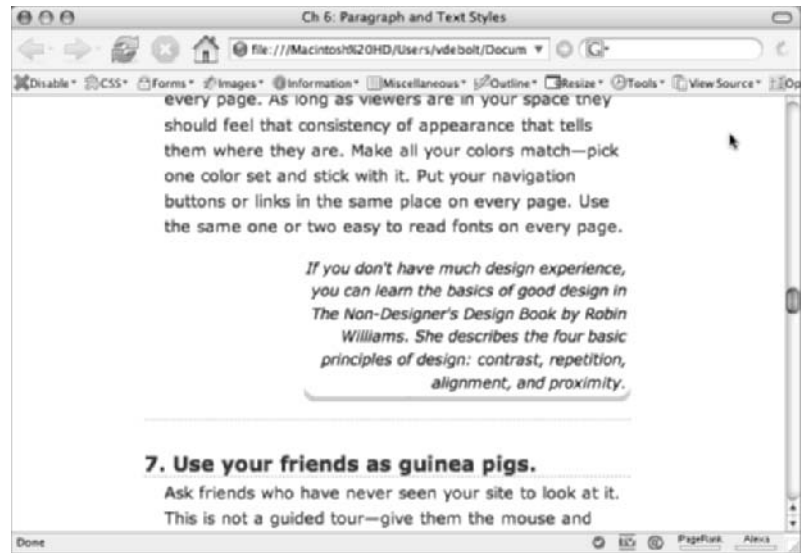 Ch 6: Paragraph and Text Styles
file:///Macintosh%20HD/Users/vdebolt/Docum
Disable CSS Forms Images Information Miscellaneous Outline Resize Tools View Source Op
every page. As long as viewers are in your space they
should feel that consistency of appearance that tells
them where they are. Make all your colors match—pick
one color set and stick with it. Put your navigation
buttons or links in the same place on every page. Use
the same one or two easy to read fonts on every page.
If you don't have much design experience,
you can learn the basics of good design in
The Non-Designer's Design Book by Robin
Williams. She describes the four basic
principles of design: contrast, repetition,
alignment, and proximity.
7. Use your friends as guinea pigs.
Ask friends who have never seen your site to look at it.
This is not a guided tour—give them the mouse and
Done PageRank Alexa